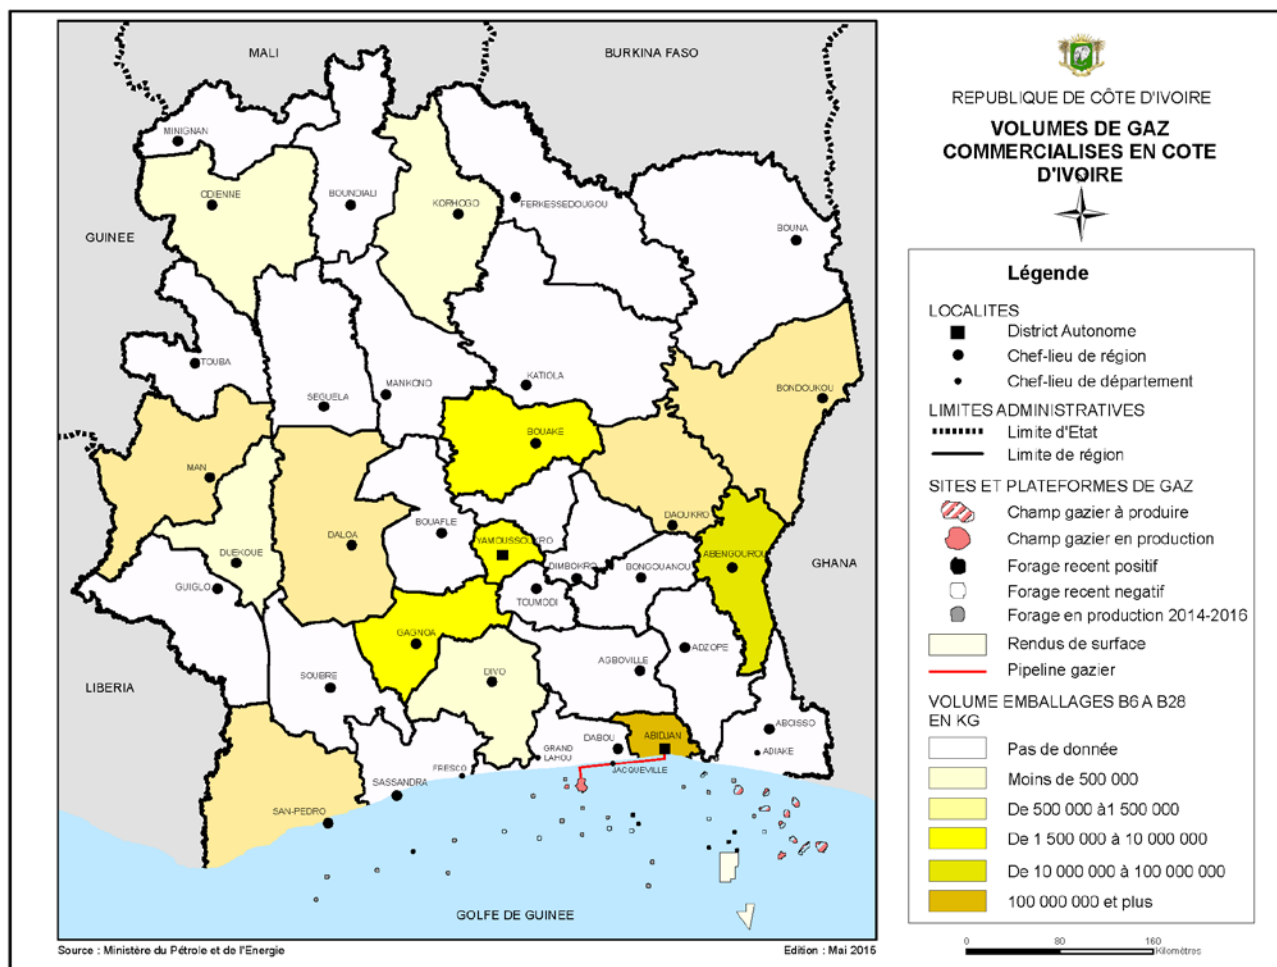 MALI
BURKINA FASO
GUINEE
LIBERIA
GHANA
GOLFE DE GUINEE
MINIGNAN
ODIENNE
BOUNDIALI
KORHOGO
FERKESSEDOUGOU
BOUNA
TOUBA
SEGUELA
MANKONO
KATIOLA
BONDOUKOU
BOUAKE
MAN
DALOA
BOUAFLE
DAOUKRO
YAMOUSSOUKRO
ABENGOUROU
DUEKOUE
GUIGLO
DIMBOKRO
BONGOUANOU
TOUMODI
GAGNOA
ADZOPE
AGBOVILLE
SOUBRE
DIVO
ABOISSO
ADIAKE
ABIDJAN
DABOU
GRAND
LAHOU
JACQUEVILLE
FRESCO
SASSANDRA
SAN-PEDRO
Source : Ministère du Pétrole et de l'Energie
Edition : Mai 2015
REPUBLIQUE DE CÔTE D'IVOIRE
VOLUMES DE GAZ
COMMERCIALISES EN COTE
D'IVOIRE
Légende
LOCALITES
District Autonome
Chef-lieu de région
Chef-lieu de département
LIMITES ADMINISTRATIVES
Limite d'Etat
Limite de région
SITES ET PLATEFORMES DE GAZ
Champ gazier à produire
Champ gazier en production
Forage recent positif
Forage recent negatif
Forage en production 2014-2016
Rendus de surface
Pipeline gazier
VOLUME EMBALLAGES B6 A B28
EN KG
Pas de donnée
Moins de 500 000
De 500 000 à1 500 000
De 1 500 000 à 10 000 000
De 10 000 000 à 100 000 000
100 000 000 et plus
0 80 160
Kilomètres